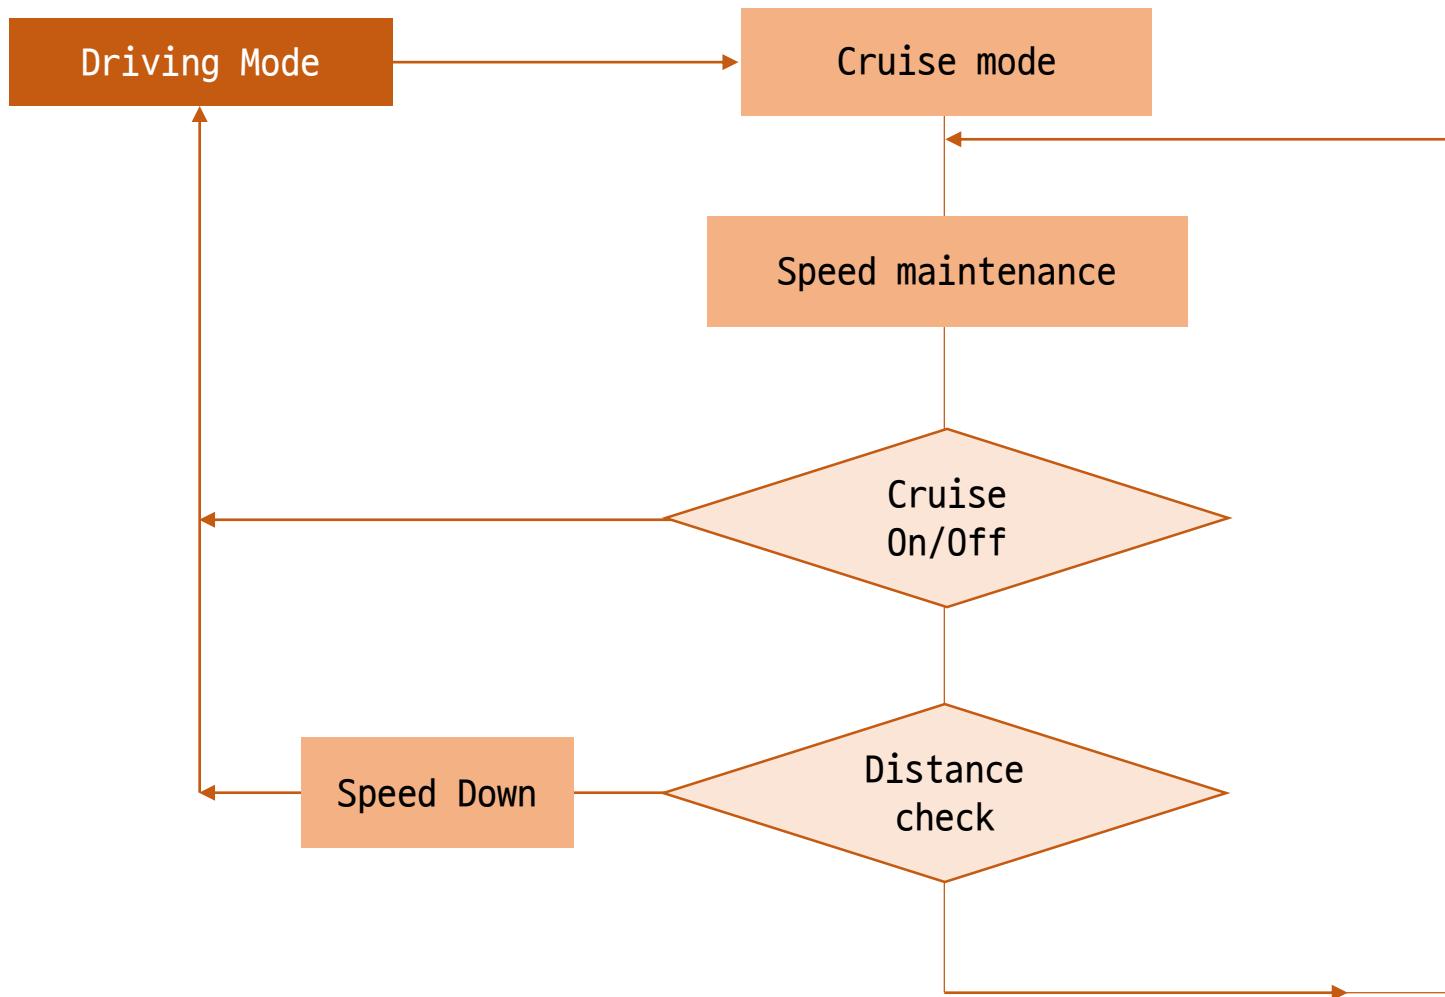 Driving Mode
Cruise mode
Speed maintenance
Cruise
On/Off
Distance
check
Speed Down